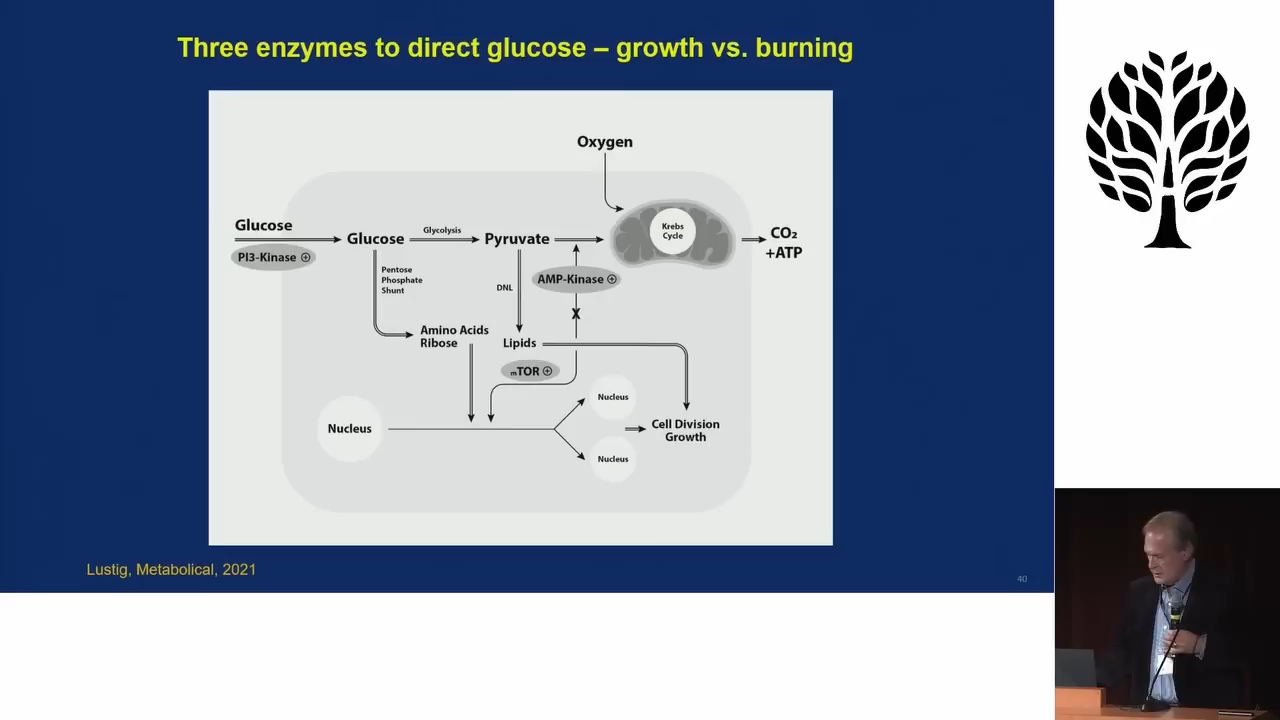 Three enzymes to direct glucose – growth vs. burning
Oxygen
Glucose
PI3-Kinase ⊕
Glucose
Glycolysis
Pyruvate
Krebs
Cycle
CO₂
+ATP
Pentose
Phosphate
Shunt
DNL
AMP-Kinase ⊕
X
Amino Acids
Ribose
Lipids
mTOR ⊕
Nucleus
Nucleus
Nucleus
Cell Division
Growth
Lustig, Metabolical, 2021
40